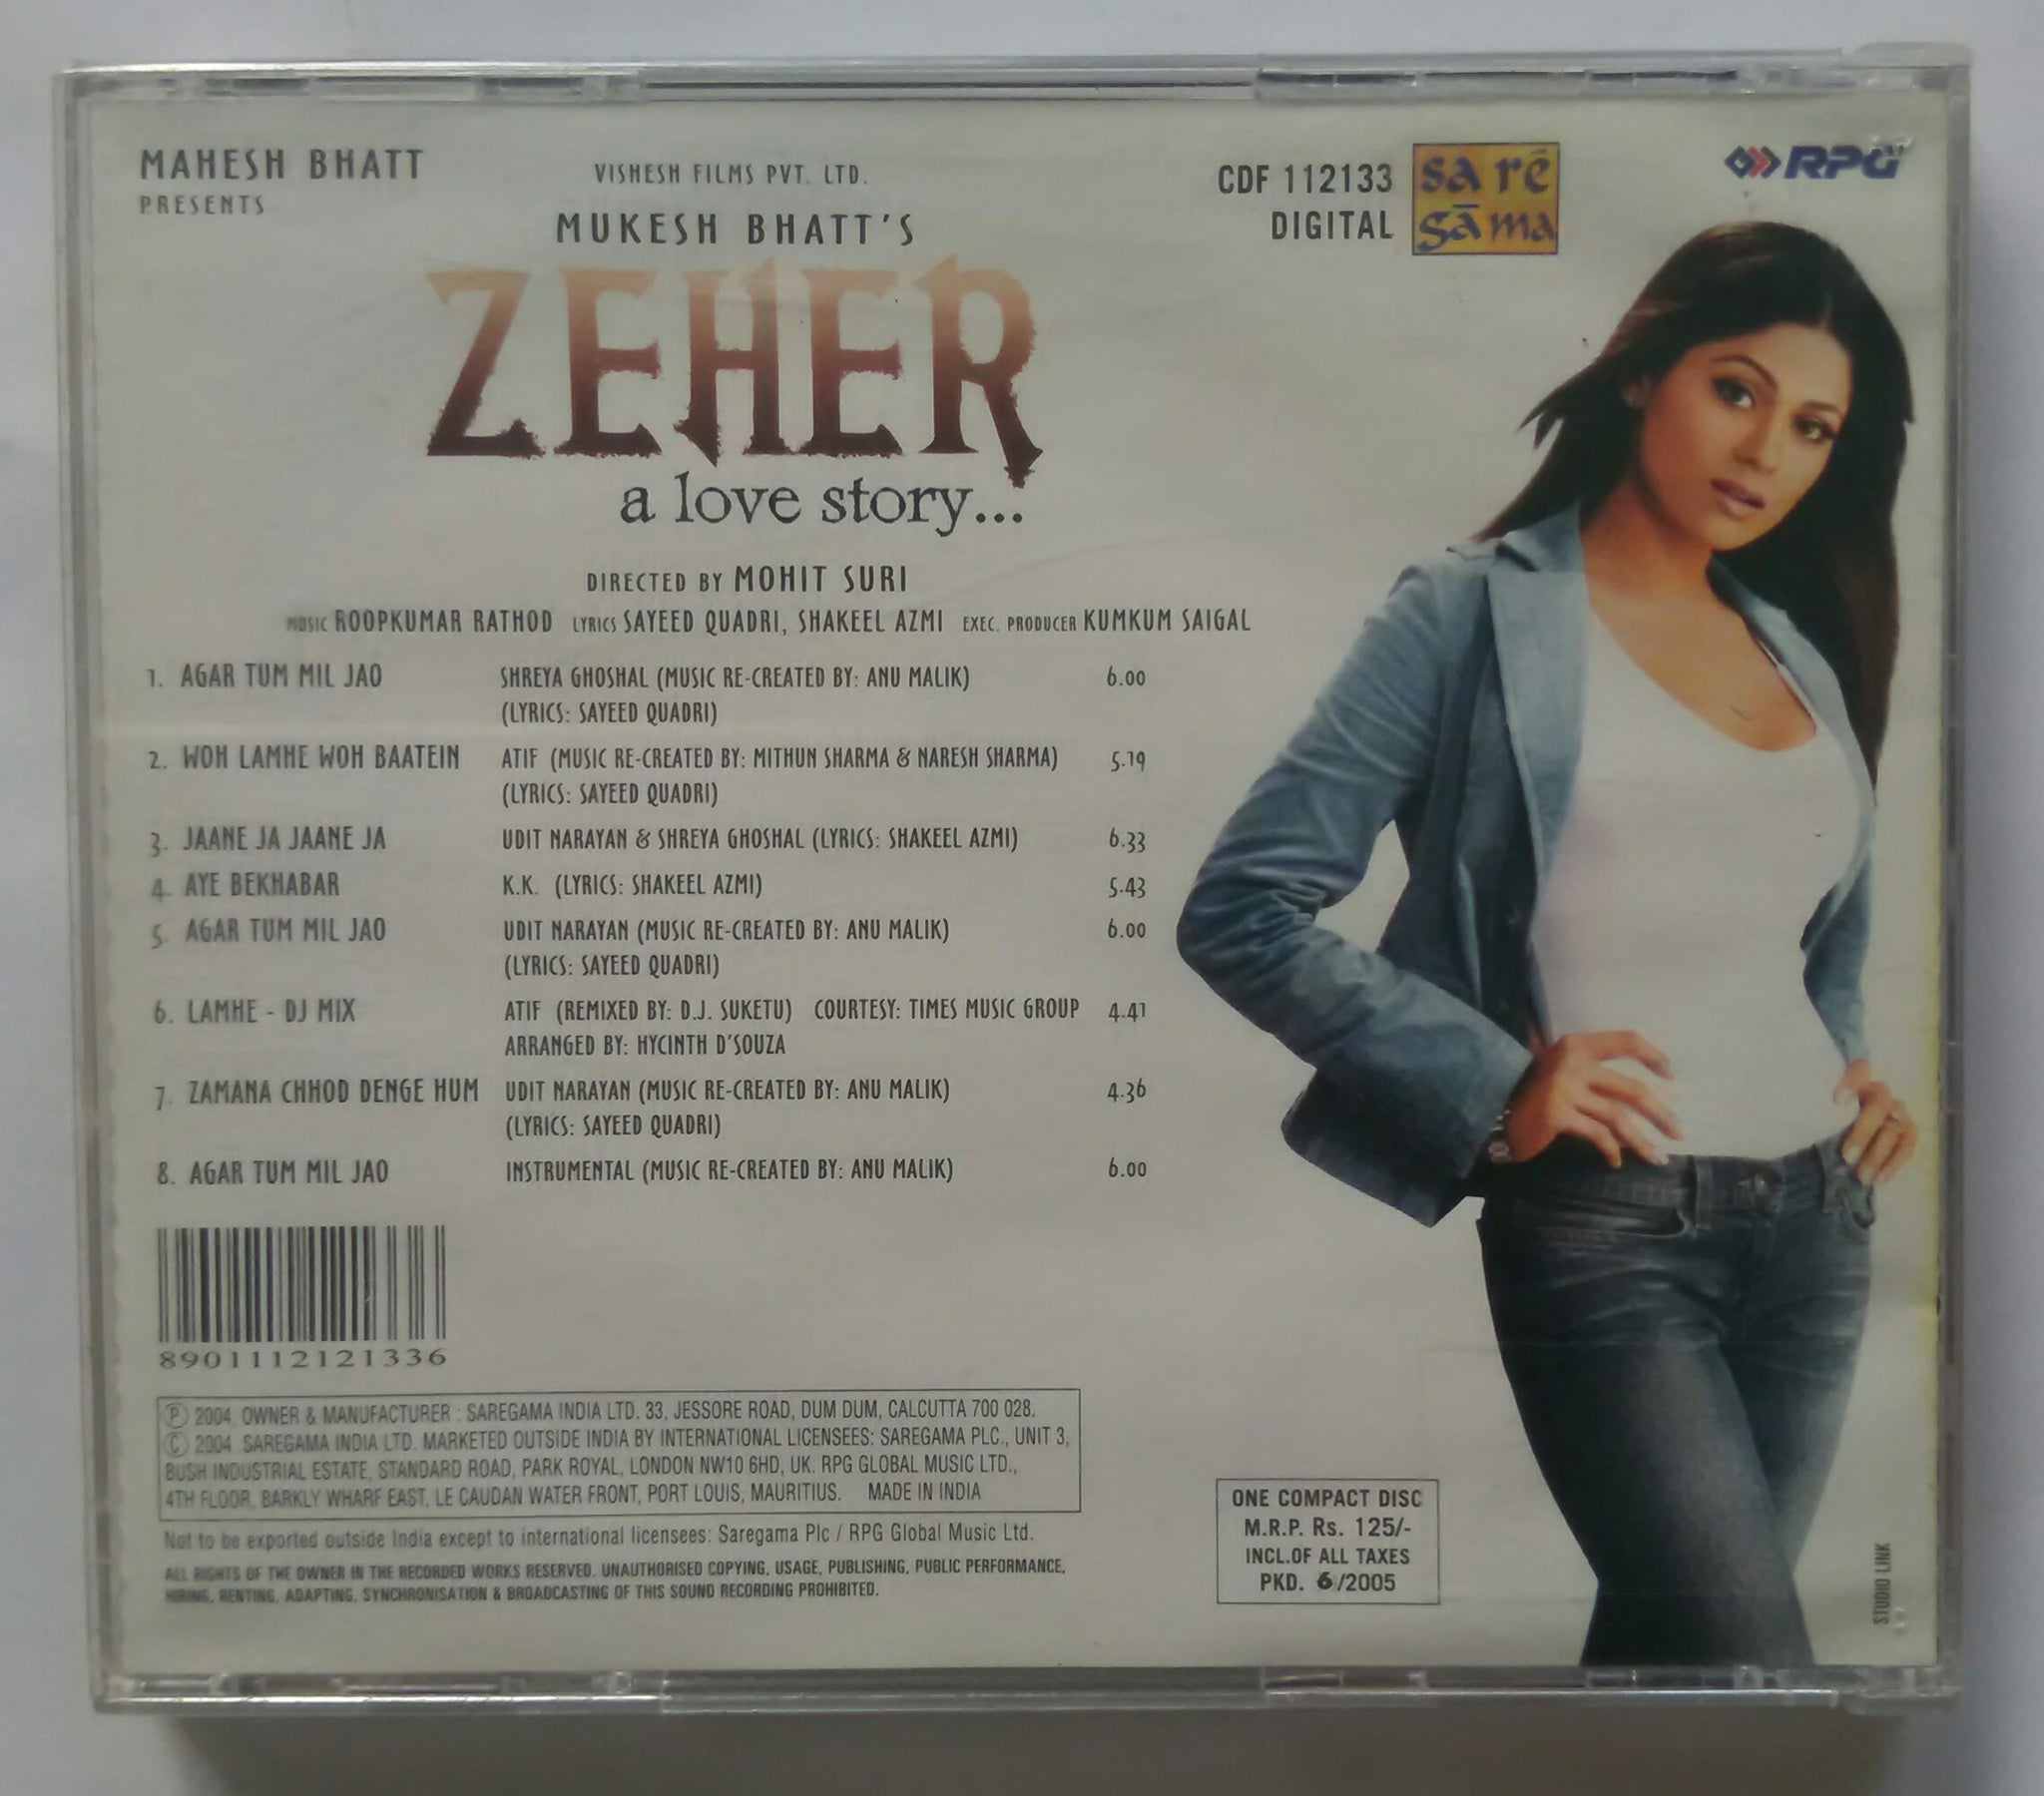 MAHESH BHATT
PRESENTS
VISHESH FILMS PVT. LTD.
MUKESH BHATT'S
ZEHER
a love story...
CDF 112133
DIGITAL
sa rē
gāma
RPG
DIRECTED BY MOHIT SURI
MUSIC ROOPKUMAR RATHOD LYRICS SAYEED QUADRI, SHAKEEL AZMI EXEC. PRODUCER KUMKUM SAIGAL
1. AGAR TUM MIL JAO SHREYA GHOSHAL (MUSIC RE-CREATED BY: ANU MALIK) 6.00
(LYRICS: SAYEED QUADRI)
2. WOH LAMHE WOH BAATEIN ATIF (MUSIC RE-CREATED BY: MITHUN SHARMA & NARESH SHARMA) 5.19
(LYRICS: SAYEED QUADRI)
3. JAANE JA JAANE JA UDIT NARAYAN & SHREYA GHOSHAL (LYRICS: SHAKEEL AZMI) 6.33
4. AYE BEKHABAR K.K. (LYRICS: SHAKEEL AZMI) 5.43
5. AGAR TUM MIL JAO UDIT NARAYAN (MUSIC RE-CREATED BY: ANU MALIK) 6.00
(LYRICS: SAYEED QUADRI)
6. LAMHE - DJ MIX ATIF (REMIXED BY: D.J. SUKETU) COURTESY: TIMES MUSIC GROUP 4.41
ARRANGED BY: HYCINTH D'SOUZA
7. ZAMANA CHHOD DENGE HUM UDIT NARAYAN (MUSIC RE-CREATED BY: ANU MALIK) 4.36
(LYRICS: SAYEED QUADRI)
8. AGAR TUM MIL JAO INSTRUMENTAL (MUSIC RE-CREATED BY: ANU MALIK) 6.00
8901112121336
Ⓟ 2004. OWNER & MANUFACTURER : SAREGAMA INDIA LTD. 33, JESSORE ROAD, DUM DUM, CALCUTTA 700 028.
© 2004 SAREGAMA INDIA LTD. MARKETED OUTSIDE INDIA BY INTERNATIONAL LICENSEES: SAREGAMA PLC., UNIT 3,
BUSH INDUSTRIAL ESTATE, STANDARD ROAD, PARK ROYAL, LONDON NW10 6HD, UK. RPG GLOBAL MUSIC LTD.,
4TH FLOOR, BARKLY WHARF EAST, LE CAUDAN WATER FRONT, PORT LOUIS, MAURITIUS. MADE IN INDIA
Not to be exported outside India except to international licensees: Saregama Plc / RPG Global Music Ltd.
ALL RIGHTS OF THE OWNER IN THE RECORDED WORKS RESERVED. UNAUTHORISED COPYING, USAGE, PUBLISHING, PUBLIC PERFORMANCE,
HIRING, RENTING, ADAPTING, SYNCHRONISATION & BROADCASTING OF THIS SOUND RECORDING PROHIBITED.
ONE COMPACT DISC
M.R.P. Rs. 125/-
INCL.OF ALL TAXES
PKD. 6/2005
STUDIO LINK